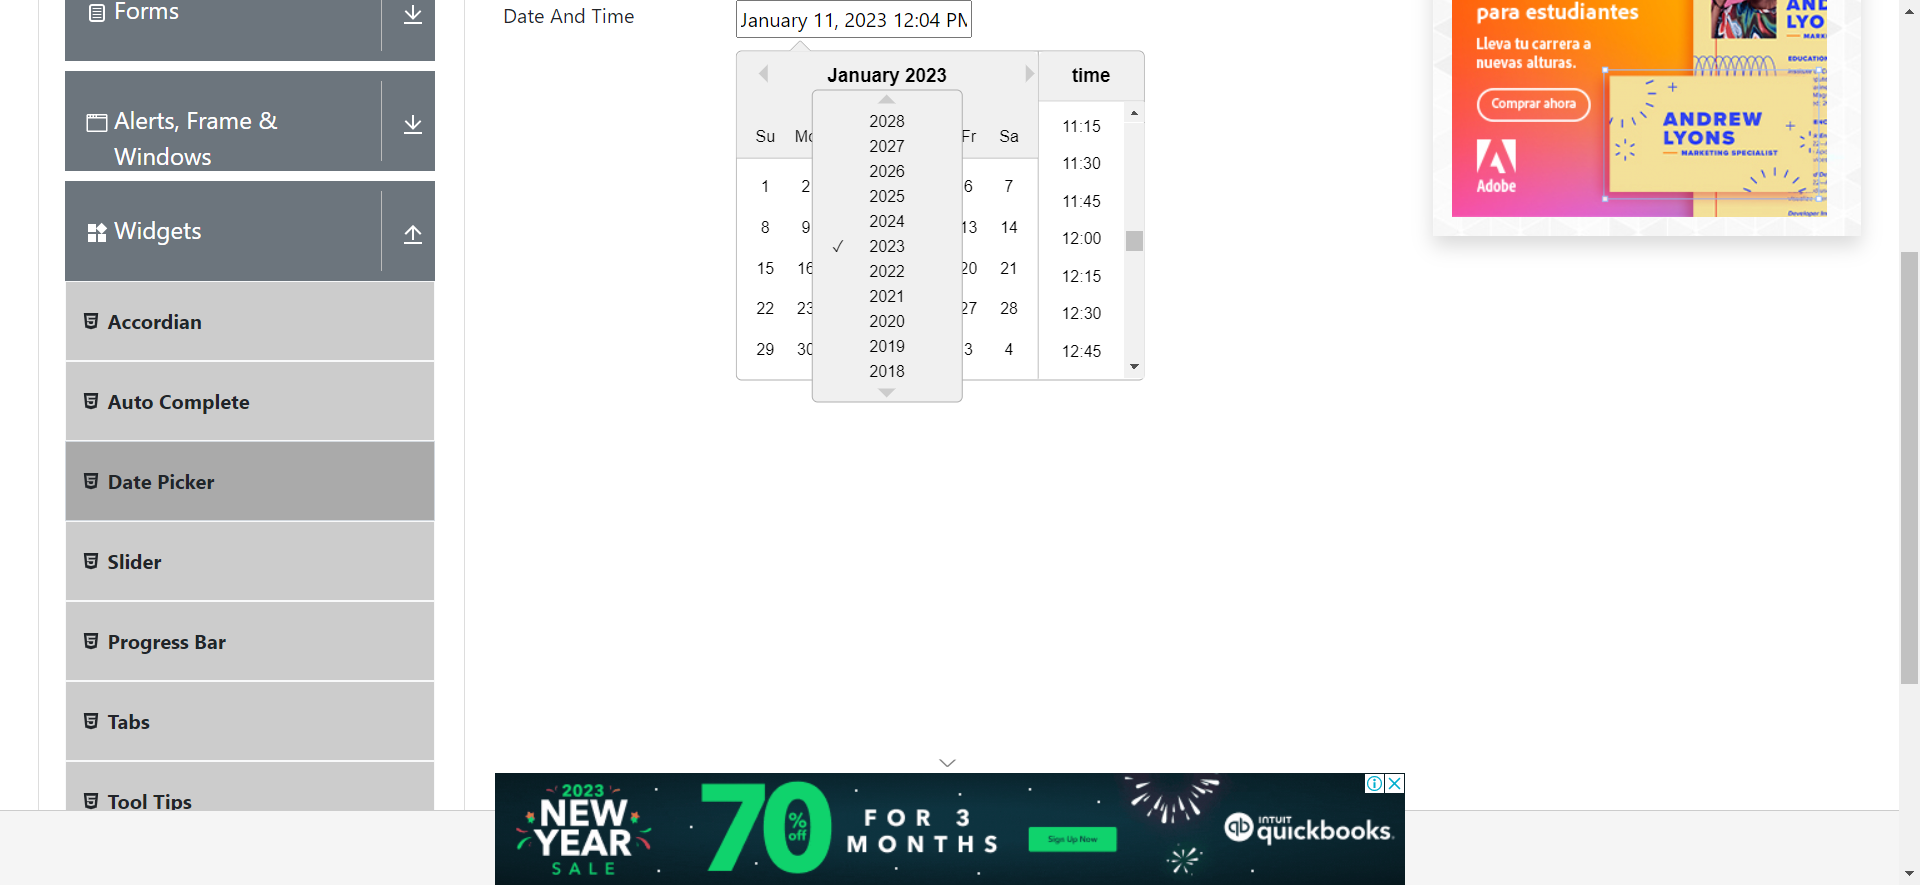 Forms
Alerts, Frame &
Windows
Widgets
Accordian
Auto Complete
Date Picker
Slider
Progress Bar
Tabs
Tool Tips
Date And Time
January 11, 2023 12:04 PM
January 2023
time
Su Mo Fr Sa
1 2 6 7
8 9 13 14
15 16 20 21
22 23 27 28
29 30 3 4
2028
2027
2026
2025
2024
✓ 2023
2022
2021
2020
2019
2018
11:15
11:30
11:45
12:00
12:15
12:30
12:45
para estudiantes
Lleva tu carrera a
nuevas alturas.
Comprar ahora
Adobe
ANDREW
LYONS
MARKETING SPECIALIST
2023
NEW
YEAR
SALE
70
% off
FOR 3
MONTHS
Sign Up Now
INTUIT
quickbooks.